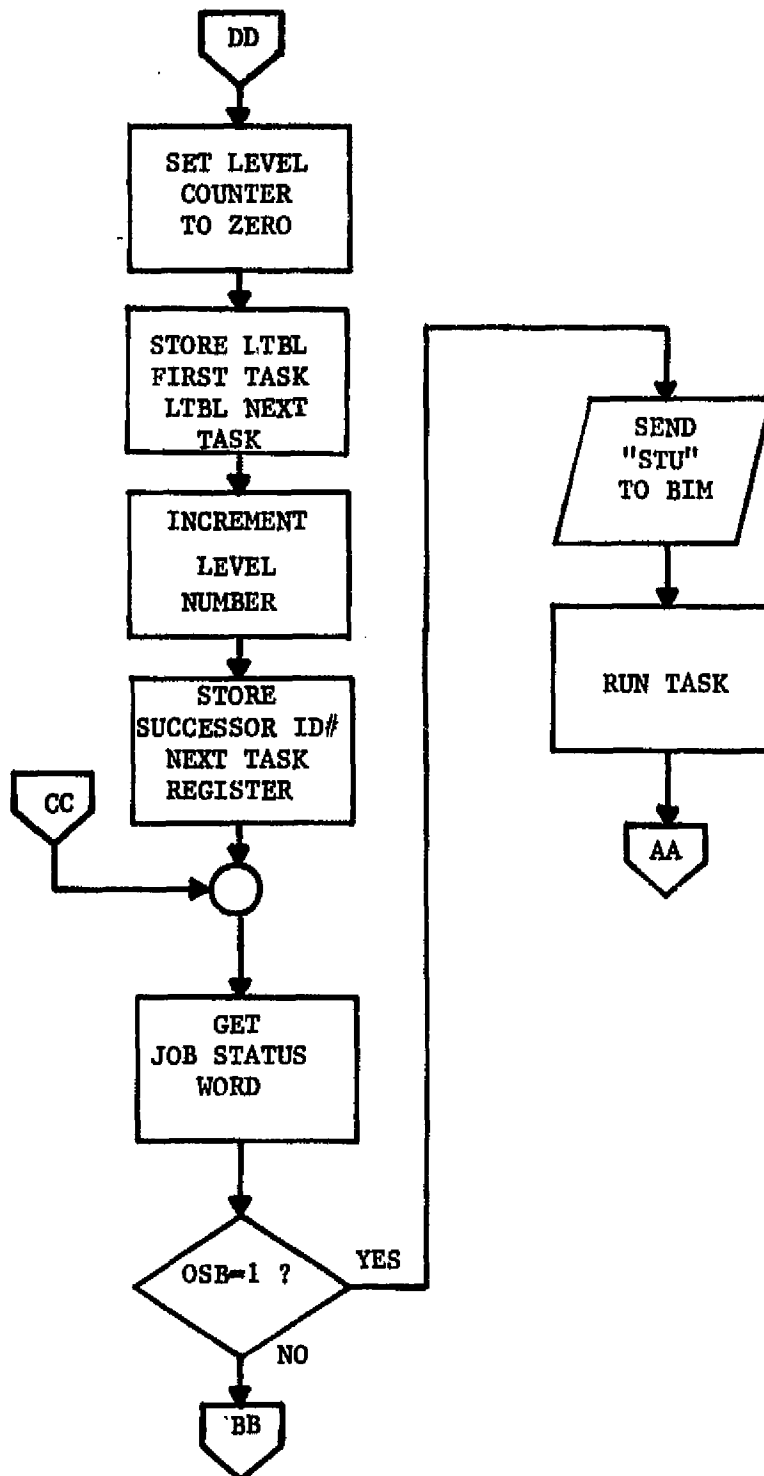 DD
SET LEVEL
COUNTER
TO ZERO
STORE LTBL
FIRST TASK
LTBL NEXT
TASK
INCREMENT
LEVEL
NUMBER
STORE
SUCCESSOR ID#
NEXT TASK
REGISTER
CC
GET
JOB STATUS
WORD
OSB=1 ?
YES
NO
BB
SEND
"STU"
TO BIM
RUN TASK
AA